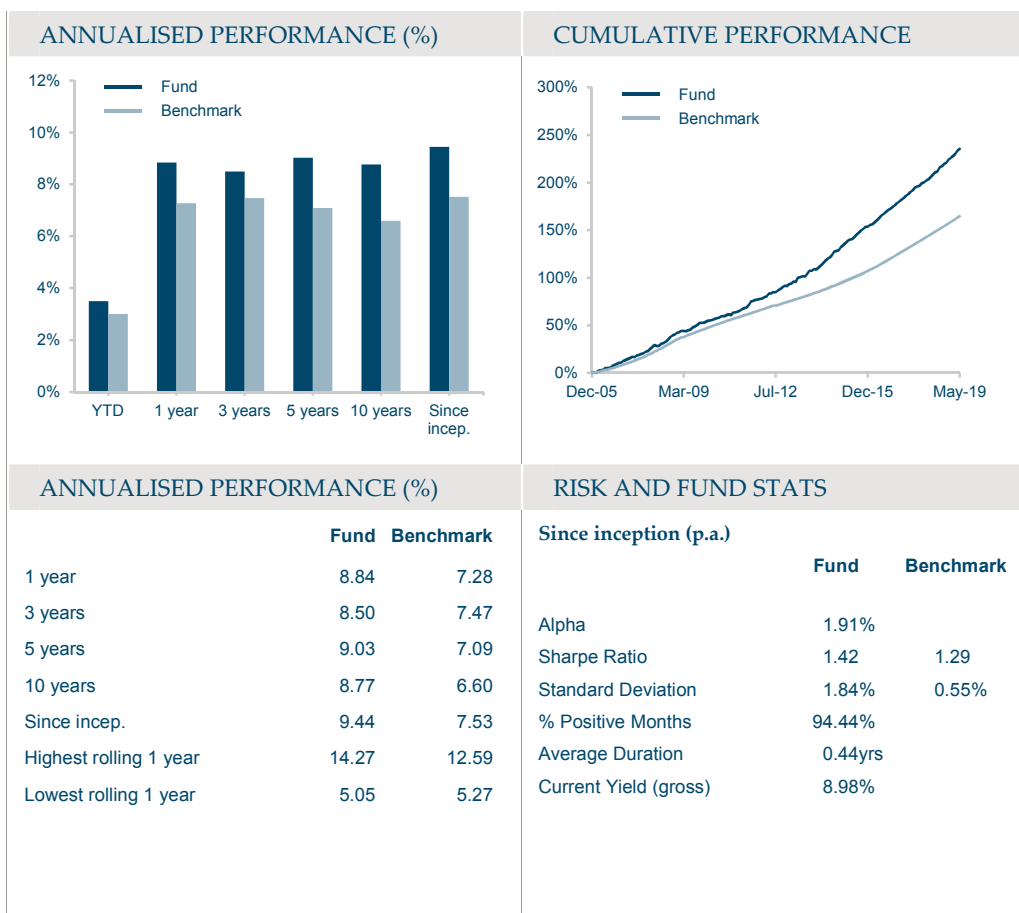 ANNUALISED PERFORMANCE (%)
12%
10%
8%
6%
4%
2%
0%
Fund
Benchmark
YTD 1 year 3 years 5 years 10 years Since
incep.
CUMULATIVE PERFORMANCE
300%
250%
200%
150%
100%
50%
0%
Fund
Benchmark
Dec-05 Mar-09 Jul-12 Dec-15 May-19
ANNUALISED PERFORMANCE (%)
Fund Benchmark
1 year 8.84 7.28
3 years 8.50 7.47
5 years 9.03 7.09
10 years 8.77 6.60
Since incep. 9.44 7.53
Highest rolling 1 year 14.27 12.59
Lowest rolling 1 year 5.05 5.27
RISK AND FUND STATS
Since inception (p.a.)
Fund Benchmark
Alpha 1.91%
Sharpe Ratio 1.42 1.29
Standard Deviation 1.84% 0.55%
% Positive Months 94.44%
Average Duration 0.44yrs
Current Yield (gross) 8.98%